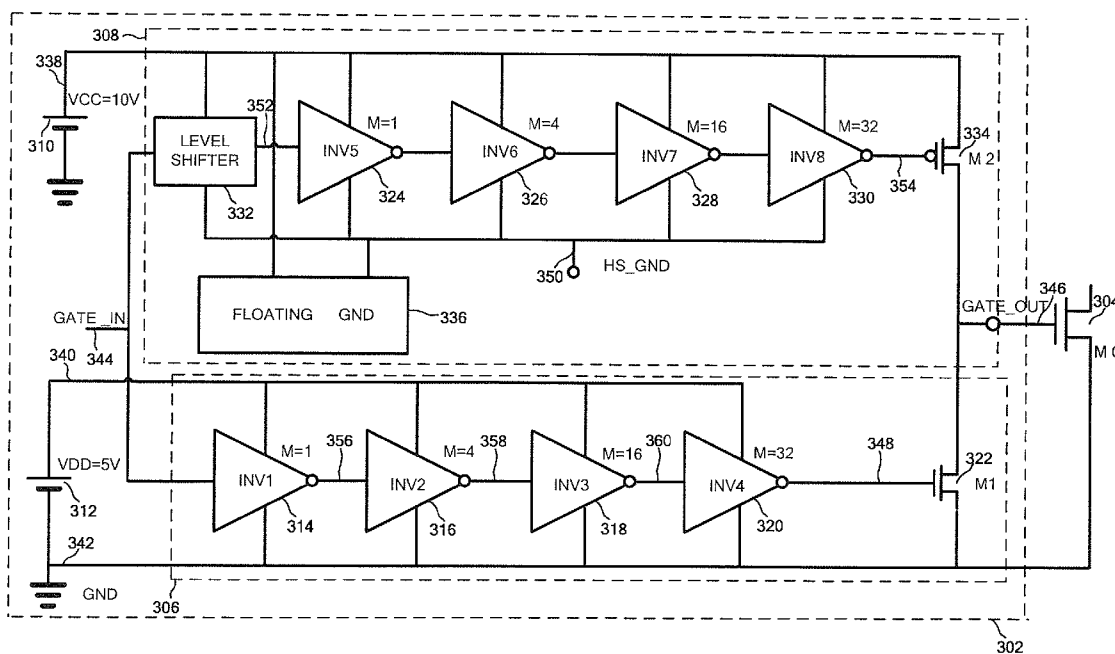 308
338
VCC=10V
310
352
LEVEL
SHIFTER
332
INV5
M=1
324
INV6
M=4
326
INV7
M=16
328
INV8
M=32
330
354
334
M 2
350
HS_GND
FLOATING GND
336
GATE_IN
344
GATE_OUT
346
304
340
VDD=5V
312
342
GND
INV1
M=1
314
356
INV2
M=4
316
358
INV3
M=16
318
360
INV4
M=32
320
348
322
M1
306
302